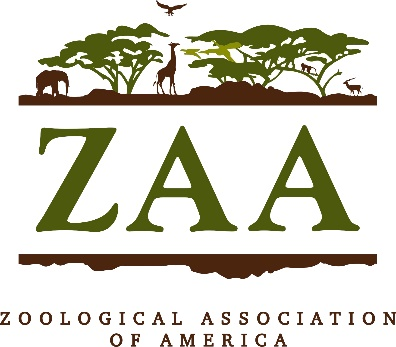 ZAA
ZOOLOGICAL ASSOCIATION
OF AMERICA